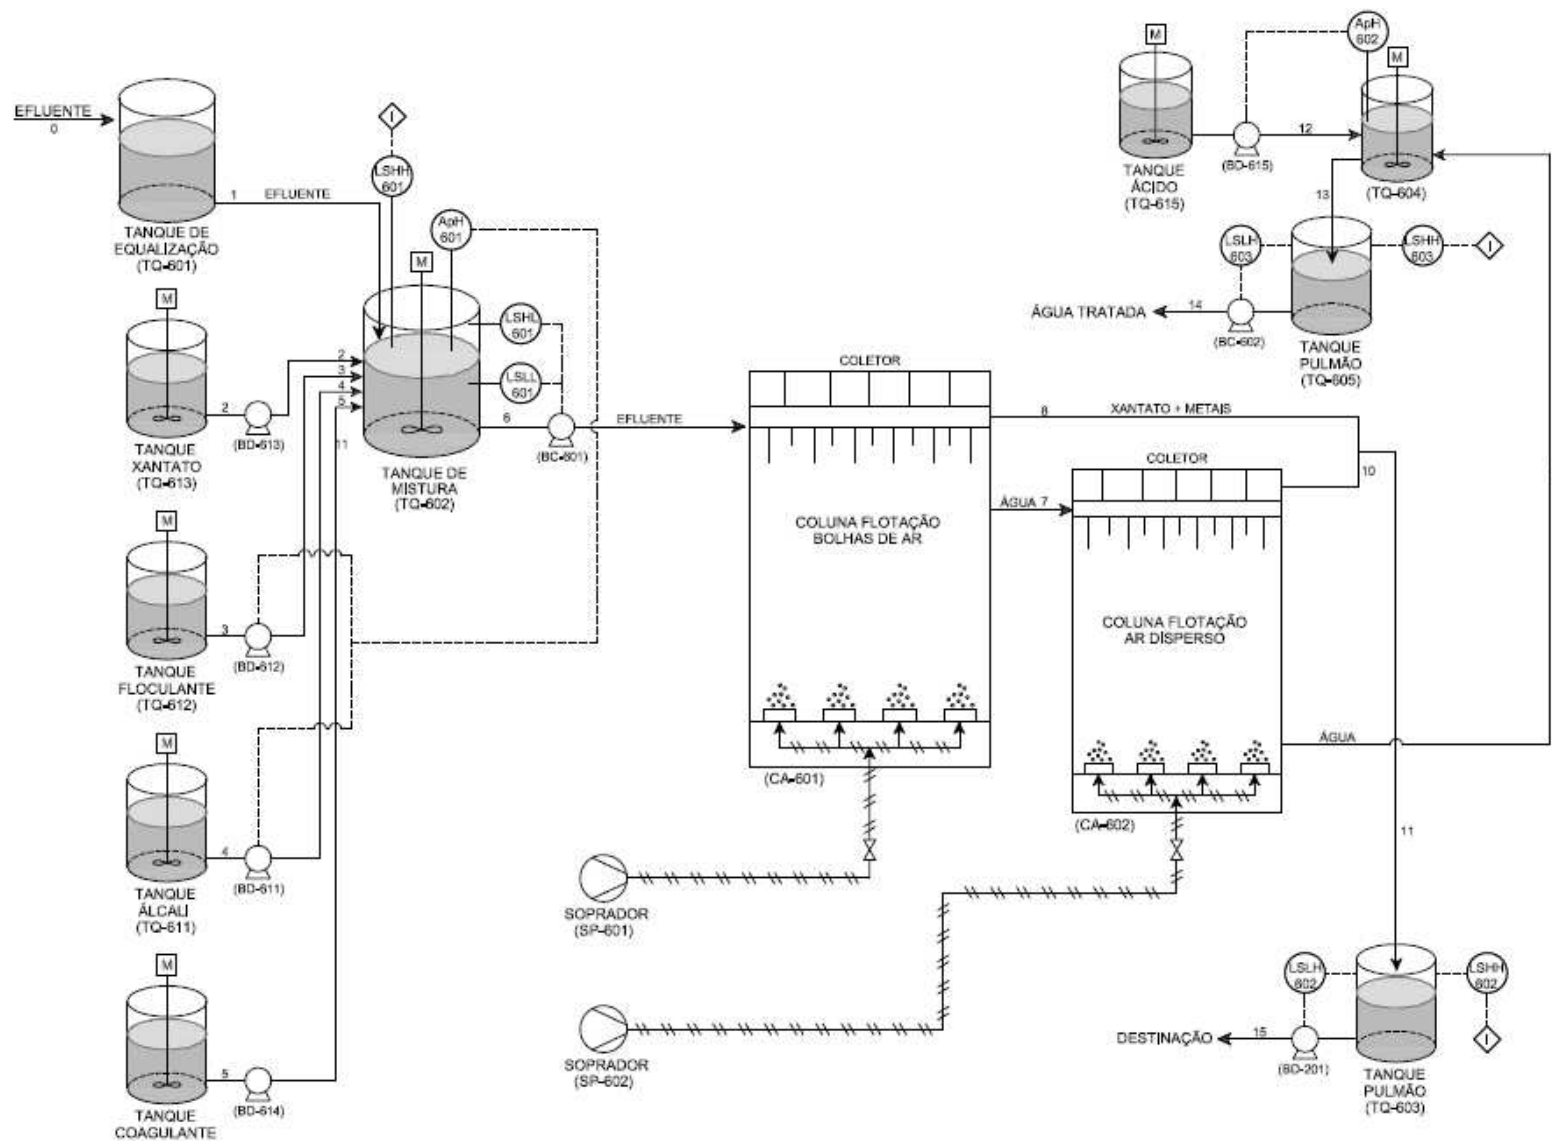 EFLUENTE
0
1
EFLUENTE
TANQUE DE
EQUALIZAÇÃO
(TQ-601)
I
LSHH
601
ApH
601
M
LSHL
601
LSLL
601
6
(BC-601)
EFLUENTE
TANQUE DE
MISTURA
(TQ-602)
M
2
3
4
5
2
(BD-613)
11
TANQUE
XANTATO
(TQ-613)
M
3
(BD-612)
TANQUE
FLOCULANTE
(TQ-612)
M
4
(BD-611)
TANQUE
ÁLCALI
(TQ-611)
M
5
(BD-614)
TANQUE
COAGULANTE
COLETOR
COLUNA FLOTAÇÃO
BOLHAS DE AR
(CA-601)
8
XANTATO + METAIS
10
ÁGUA 7
COLETOR
COLUNA FLOTAÇÃO
AR DISPERSO
(CA-602)
ÁGUA
11
SOPRADOR
(SP-601)
SOPRADOR
(SP-602)
M
TANQUE
ÁCIDO
(TQ-615)
(BD-615)
12
ApH
602
M
(TQ-604)
13
LSLH
603
LSHH
603
I
ÁGUA TRATADA
14
(BC-602)
TANQUE
PULMÃO
(TQ-605)
LSLH
602
LSHH
602
I
DESTINAÇÃO
15
(BD-201)
TANQUE
PULMÃO
(TQ-603)